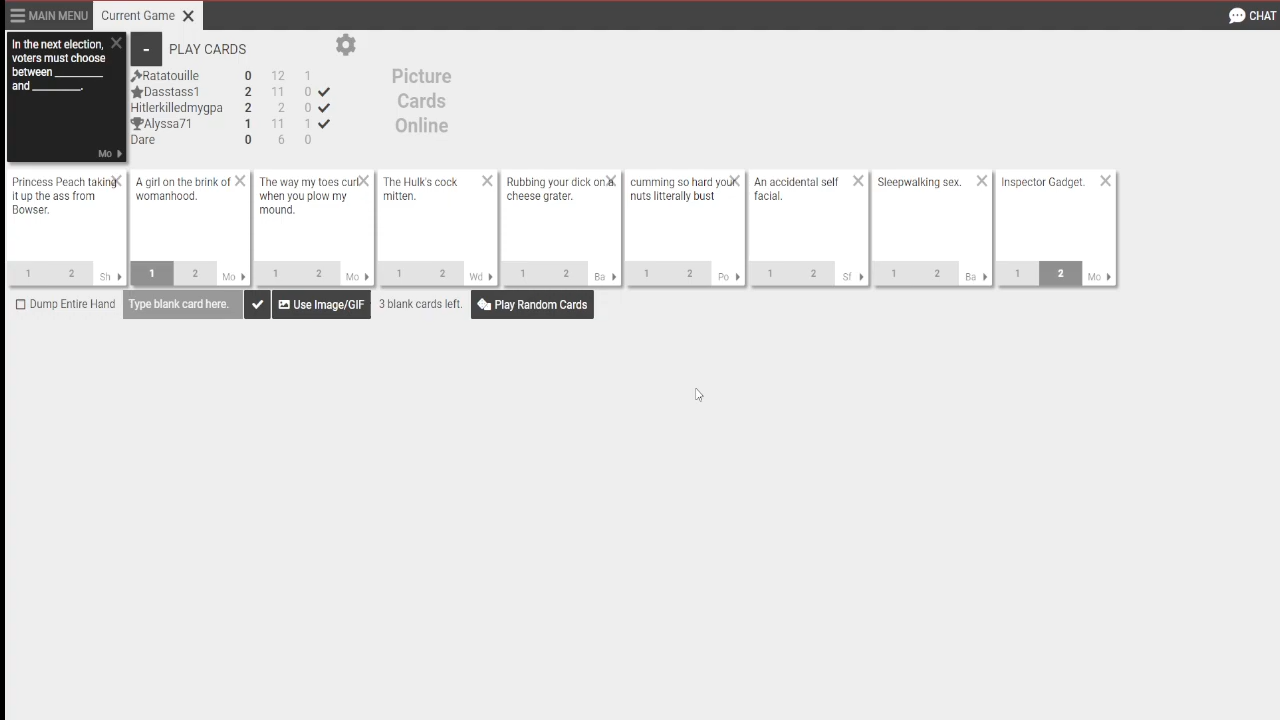 MAIN MENU
Current Game
CHAT
In the next election,
voters must choose
between _________
and _________.
Mo
-
PLAY CARDS
Ratatouille 0 12 1
Dasstass1 2 11 0
Hitlerkilledmygpa 2 2 0
Alyssa71 1 11 1
Dare 0 6 0
Picture
Cards
Online
Princess Peach taking
it up the ass from
Bowser.
1 2 Sh
A girl on the brink of
womanhood.
1 2 Mo
The way my toes curl
when you plow my
mound.
1 2 Mo
The Hulk's cock
mitten.
1 2 Wd
Rubbing your dick on a
cheese grater.
1 2 Ba
cumming so hard your
nuts litterally bust
1 2 Po
An accidental self
facial.
1 2 Sf
Sleepwalking sex.
1 2 Ba
Inspector Gadget.
1 2 Mo
Dump Entire Hand
Type blank card here.
Use Image/GIF
3 blank cards left.
Play Random Cards